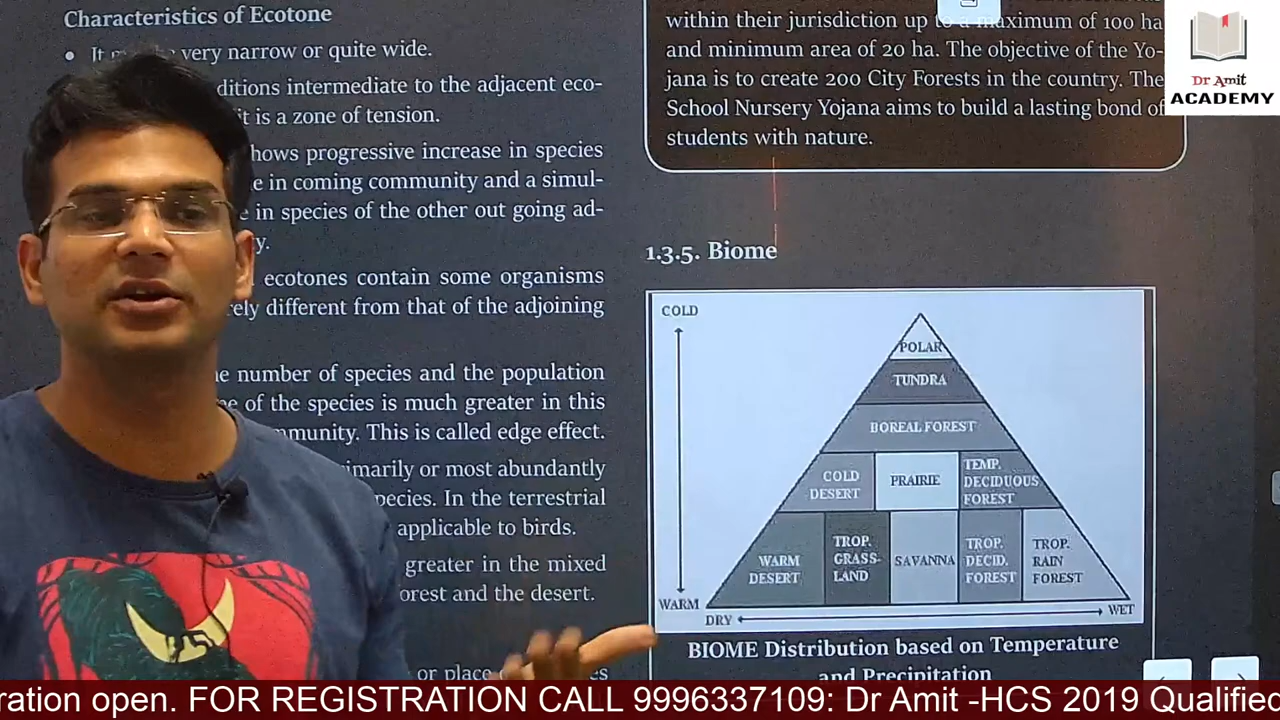 Characteristics of Ecotone
• It very narrow or quite wide.
ditions intermediate to the adjacent eco-
it is a zone of tension.
hows progressive increase in species
e in coming community and a simul-
e in species of the other out going ad-
y.
ecotones contain some organisms
rely different from that of the adjoining
e number of species and the population
of the species is much greater in this
mmunity. This is called edge effect.
imarily or most abundantly
pecies. In the terrestrial
applicable to birds.
greater in the mixed
orest and the desert.
or place
within their jurisdiction up to a maximum of 100 ha
and minimum area of 20 ha. The objective of the Yo-
jana is to create 200 City Forests in the country. The
School Nursery Yojana aims to build a lasting bond of
students with nature.
Dr Amit
ACADEMY
1.3.5. Biome
COLD
POLAR
TUNDRA
BOREAL FOREST
COLD
DESERT
PRAIRIE
TEMP.
DECIDUOUS
FOREST
WARM
DESERT
TROP.
GRASS-
LAND
SAVANNA
TROP.
DECID.
FOREST
TROP.
RAIN
FOREST
WARM
DRY
WET
BIOME Distribution based on Temperature
and Precipitation
ration open. FOR REGISTRATION CALL 9996337109: Dr Amit -HCS 2019 Qualified